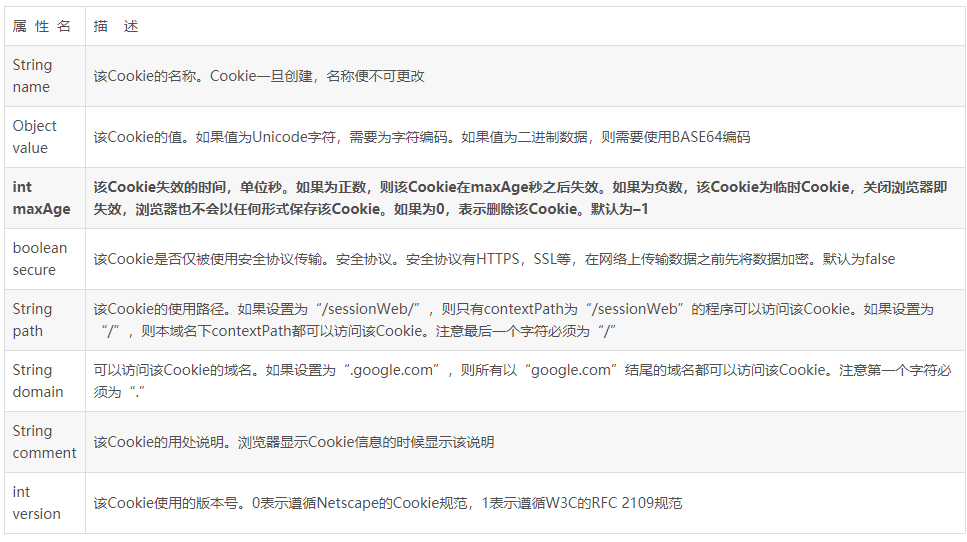 属 性 名
描 述
String
name
该Cookie的名称。Cookie一旦创建，名称便不可更改
Object
value
该Cookie的值。如果值为Unicode字符，需要为字符编码。如果值为二进制数据，则需要使用BASE64编码
int
maxAge
该Cookie失效的时间，单位秒。如果为正数，则该Cookie在maxAge秒之后失效。如果为负数，该Cookie为临时Cookie，关闭浏览器即
失效，浏览器也不会以任何形式保存该Cookie。如果为0，表示删除该Cookie。默认为–1
boolean
secure
该Cookie是否仅被使用安全协议传输。安全协议。安全协议有HTTPS，SSL等，在网络上传输数据之前先将数据加密。默认为false
String
path
该Cookie的使用路径。如果设置为“/sessionWeb/”，则只有contextPath为“/sessionWeb”的程序可以访问该Cookie。如果设置为
“/”，则本域名下contextPath都可以访问该Cookie。注意最后一个字符必须为“/”
String
domain
可以访问该Cookie的域名。如果设置为“.google.com”，则所有以“google.com”结尾的域名都可以访问该Cookie。注意第一个字符必
须为“.”
String
comment
该Cookie的用处说明。浏览器显示Cookie信息的时候显示该说明
int
version
该Cookie使用的版本号。0表示遵循Netscape的Cookie规范，1表示遵循W3C的RFC 2109规范